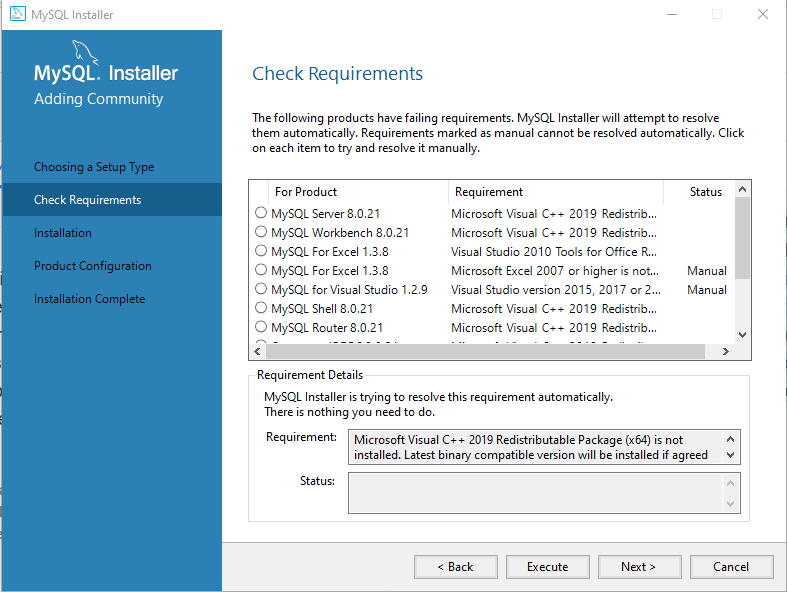 MySQL Installer
MySQL. Installer
Adding Community
Choosing a Setup Type
Check Requirements
Installation
Product Configuration
Installation Complete
Check Requirements
The following products have failing requirements. MySQL Installer will attempt to resolve
them automatically. Requirements marked as manual cannot be resolved automatically. Click
on each item to try and resolve it manually.
For Product Requirement Status
MySQL Server 8.0.21 Microsoft Visual C++ 2019 Redistrib...
MySQL Workbench 8.0.21 Microsoft Visual C++ 2019 Redistrib...
MySQL For Excel 1.3.8 Visual Studio 2010 Tools for Office R...
MySQL For Excel 1.3.8 Microsoft Excel 2007 or higher is not... Manual
MySQL for Visual Studio 1.2.9 Visual Studio version 2015, 2017 or 2... Manual
MySQL Shell 8.0.21 Microsoft Visual C++ 2019 Redistrib...
MySQL Router 8.0.21 Microsoft Visual C++ 2019 Redistrib...
Requirement Details
MySQL Installer is trying to resolve this requirement automatically.
There is nothing you need to do.
Requirement: Microsoft Visual C++ 2019 Redistributable Package (x64) is not
installed. Latest binary compatible version will be installed if agreed
Status:
< Back Execute Next > Cancel